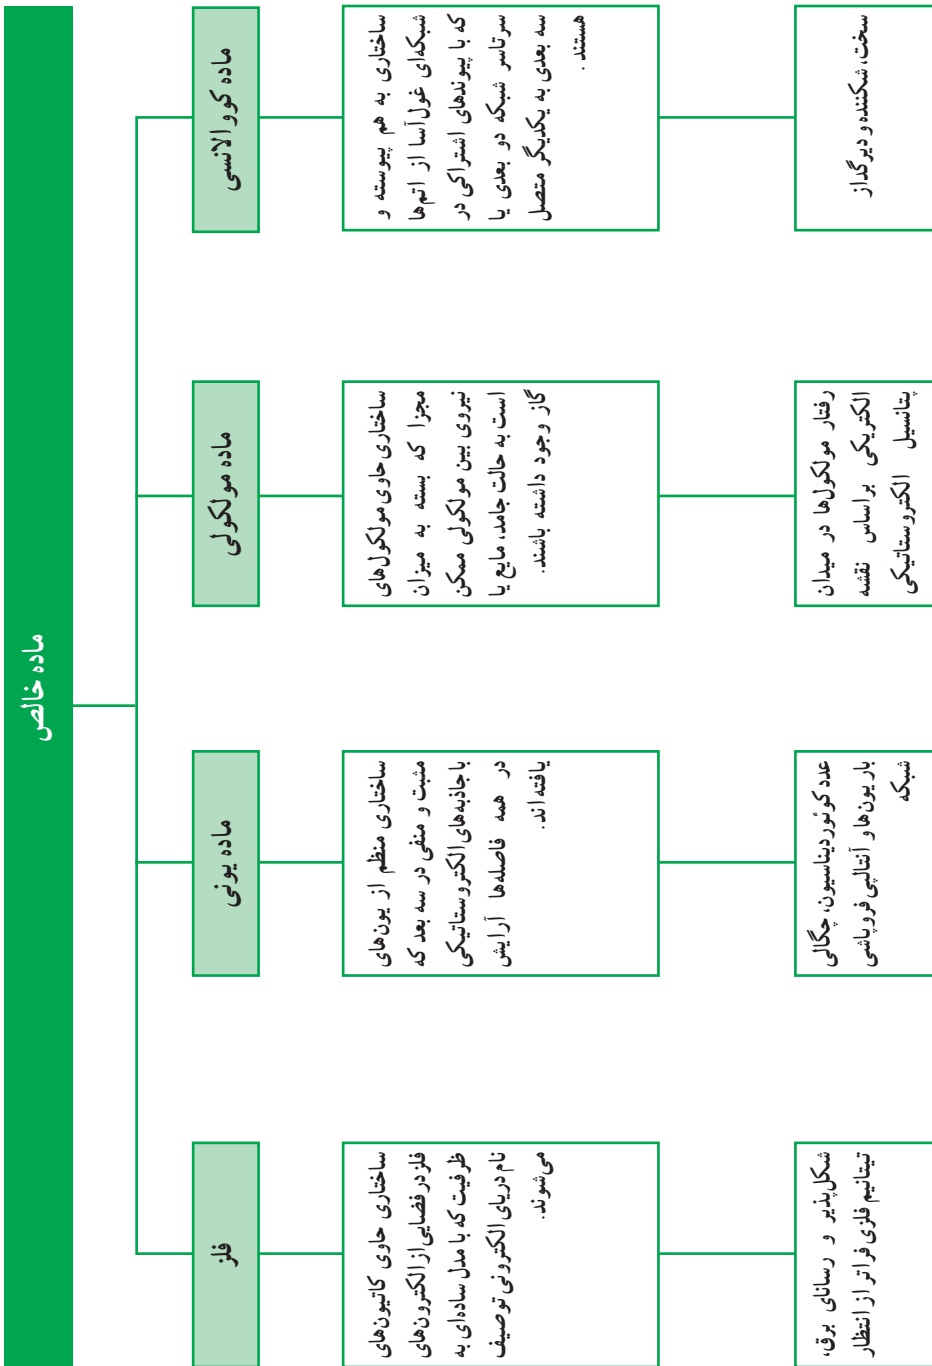 ماده خالص
ماده کووالانسی
ساختاری به هم پیوسته و
شبکه‌ای غول‌آسا از اتم‌ها
که با پیوندهای اشتراکی در
سرتاسر شبکه دو بعدی یا
سه بعدی به یکدیگر متصل
هستند .
سخت، شکننده و دیرگداز
ماده مولکولی
ساختاری حاوی مولکول‌های
مجزا که بسته به میزان
نیروی بین مولکولی ممکن
است به حالت جامد، مایع یا
گاز وجود داشته باشند.
رفتار مولکول‌ها در میدان
الکتریکی براساس نقشه
پتانسیل الکتروستاتیکی
ماده یونی
ساختاری منظم از یون‌های
مثبت و منفی در سه بعد که
با جاذبه‌های الکتروستاتیکی
در همه فاصله‌ها آرایش
یافته اند.
عدد کوئوردیناسیون، چگالی
بار یون‌ها و آنتالپی فروپاشی
شبکه
فلز
ساختاری حاوی کاتیون‌های
فلز در فضایی از الکترون‌های
ظرفیت که با مدل ساده‌ای به
نام دریای الکترونی توصیف
می‌شوند.
شکل‌پذیر و رسانای برق،
تیتانیم فلزی فراتر از انتظار